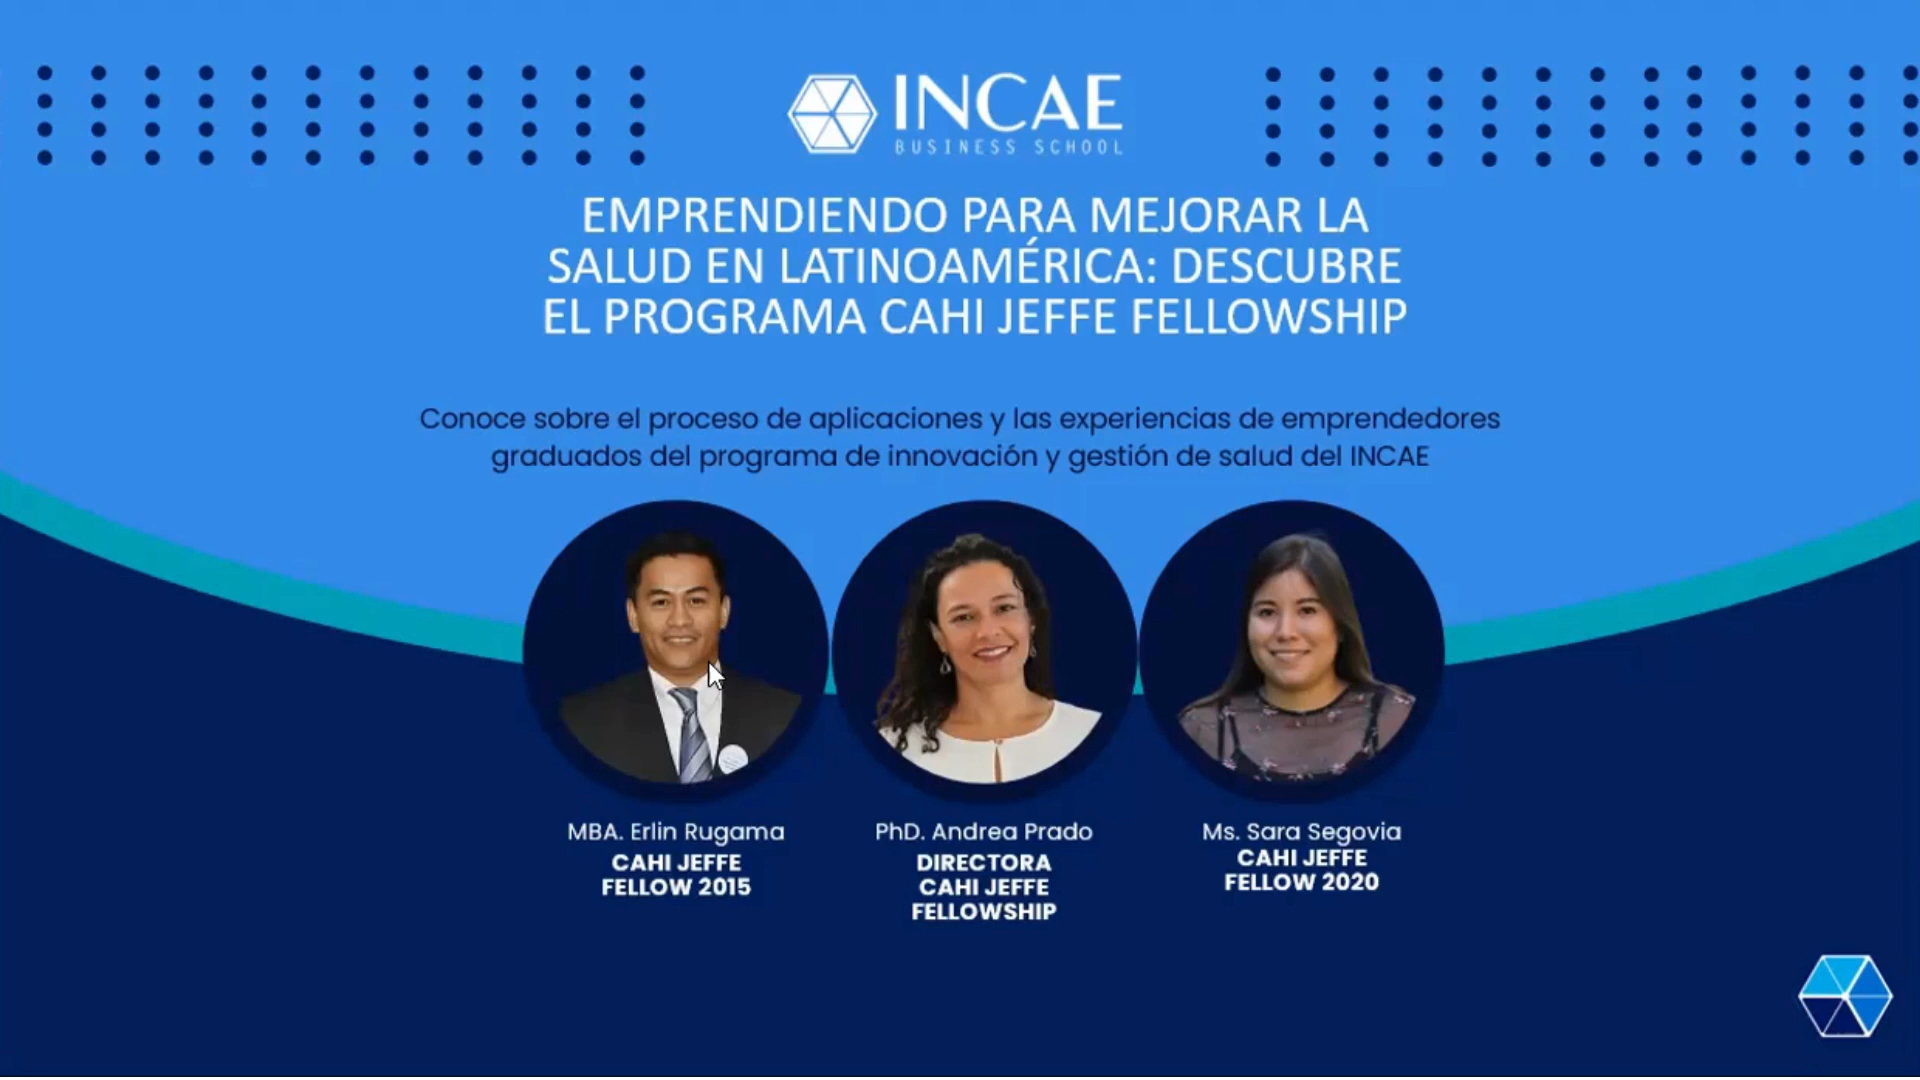 INCAE
BUSINESS SCHOOL
EMPRENDIENDO PARA MEJORAR LA
SALUD EN LATINOAMÉRICA: DESCUBRE
EL PROGRAMA CAHI JEFFE FELLOWSHIP
Conoce sobre el proceso de aplicaciones y las experiencias de emprendedores
graduados del programa de innovación y gestión de salud del INCAE
MBA. Erlin Rugama
CAHI JEFFE
FELLOW 2015
PhD. Andrea Prado
DIRECTORA
CAHI JEFFE
FELLOWSHIP
Ms. Sara Segovia
CAHI JEFFE
FELLOW 2020